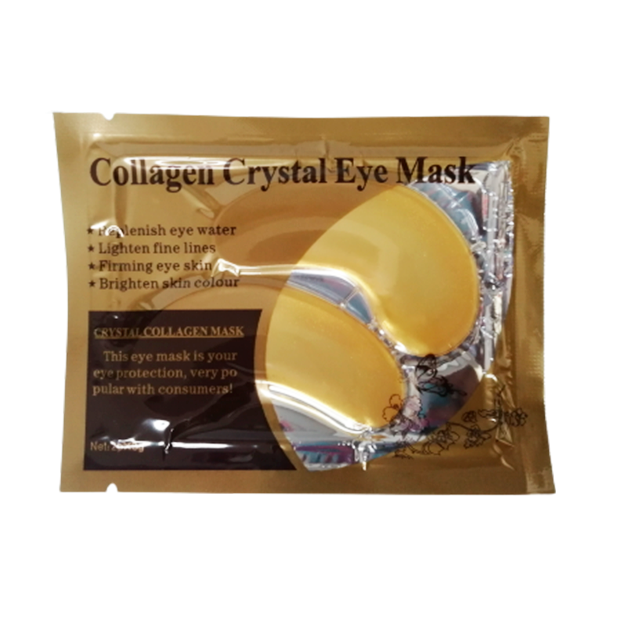 Collagen Crystal Eye Mask
★ Replenish eye water
★ Lighten fine lines
★ Firming eye skin
★ Brighten skin colour
CRYSTAL COLLAGEN MASK
This eye mask is your
eye protection, very po
pular with consumers!